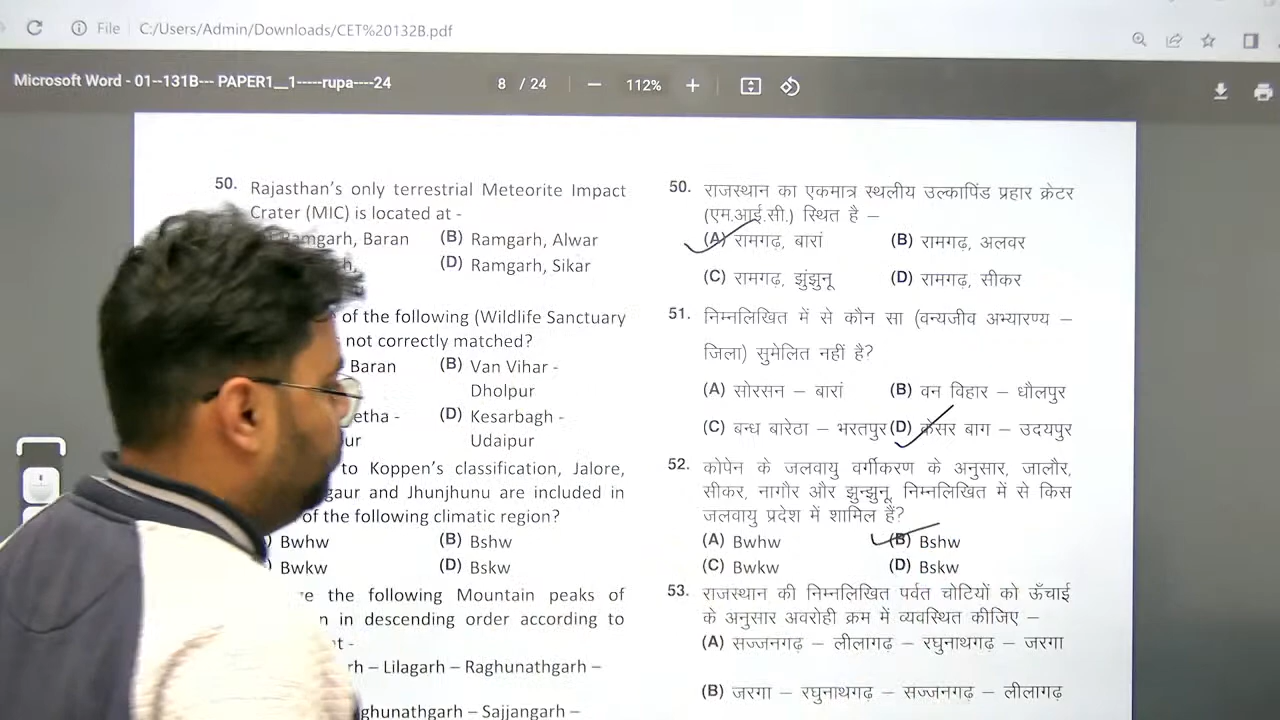 File C:/Users/Admin/Downloads/CET%20132B.pdf
Microsoft Word - 01--131B--- PAPER1__1-----rupa----24
8 / 24
112%
50. Rajasthan's only terrestrial Meteorite Impact
Crater (MIC) is located at -
Ramgarh, Baran (B) Ramgarh, Alwar
(D) Ramgarh, Sikar
of the following (Wildlife Sanctuary
not correctly matched?
Baran (B) Van Vihar -
Dholpur
etha - (D) Kesarbagh -
ur Udaipur
to Koppen's classification, Jalore,
gaur and Jhunjhunu are included in
of the following climatic region?
Bwhw (B) Bshw
Bwkw (D) Bskw
the following Mountain peaks of
in descending order according to
rh – Lilagarh – Raghunathgarh –
ghunathgarh – Sajjangarh –
50. राजस्थान का एकमात्र स्थलीय उल्कापिंड प्रहार क्रेटर
(एम.आई.सी.) स्थित है –
(A) रामगढ़, बारां (B) रामगढ़, अलवर
(C) रामगढ़, झुंझुनू (D) रामगढ़, सीकर
51. निम्नलिखित में से कौन सा (वन्यजीव अभ्यारण्य –
जिला) सुमेलित नहीं है?
(A) सोरसन – बारां (B) वन विहार – धौलपुर
(C) बन्ध बारेठा – भरतपुर (D) केसर बाग – उदयपुर
52. कोपेन के जलवायु वर्गीकरण के अनुसार, जालौर,
सीकर, नागौर और झुन्झुनू, निम्नलिखित में से किस
जलवायु प्रदेश में शामिल हैं?
(A) Bwhw (B) Bshw
(C) Bwkw (D) Bskw
53. राजस्थान की निम्नलिखित पर्वत चोटियों को ऊँचाई
के अनुसार अवरोही क्रम में व्यवस्थित कीजिए –
(A) सज्जनगढ़ – लीलागढ़ – रघुनाथगढ़ – जरगा
(B) जरगा – रघुनाथगढ़ – सज्जनगढ़ – लीलागढ़